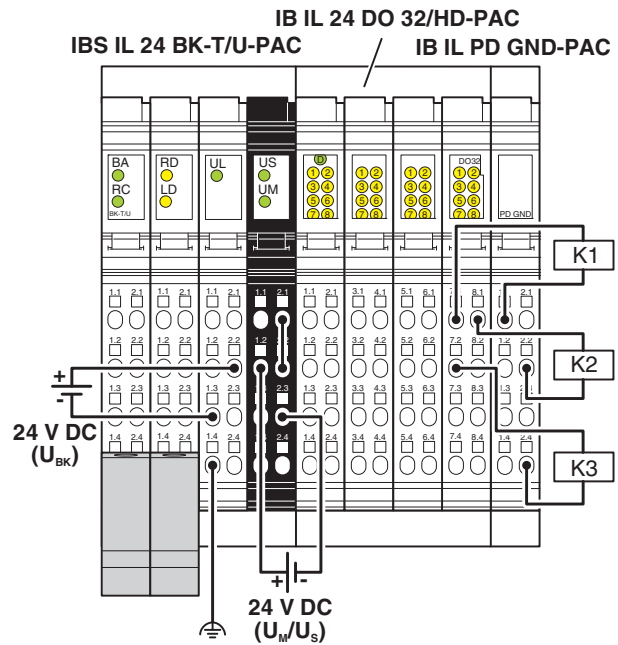 IB IL 24 DO 32/HD-PAC
IBS IL 24 BK-T/U-PAC
IB IL PD GND-PAC
BA RD UL US D DO32
RC LD UM
1 2 1 2 1 2 1 2
3 4 3 4 3 4 3 4
5 6 5 6 5 6 5 6
7 8 7 8 7 8 7 8
BK-T/U PD GND
K1
1.1 2.1 1.1 2.1 1.1 2.1 1.1 2.1 1.1 2.1 3.1 4.1 5.1 6.1 8.1 2.1
1.2 2.2 1.2 2.2 1.2 2.2 1.2 1.2 2.2 3.2 4.2 5.2 6.2 7.2 8.2 1.2 2.2
K2
+
-
1.3 2.3 1.3 2.3 1.3 2.3 2.3 1.3 2.3 3.3 4.3 5.3 6.3 7.3 8.3 1.3
24 V DC
(UBK)
1.4 2.4 1.4 2.4 1.4 2.4 2.4 1.4 2.4 3.4 4.4 5.4 6.4 7.4 8.4 1.4 2.4
K3
+ -
24 V DC
(UM/US)